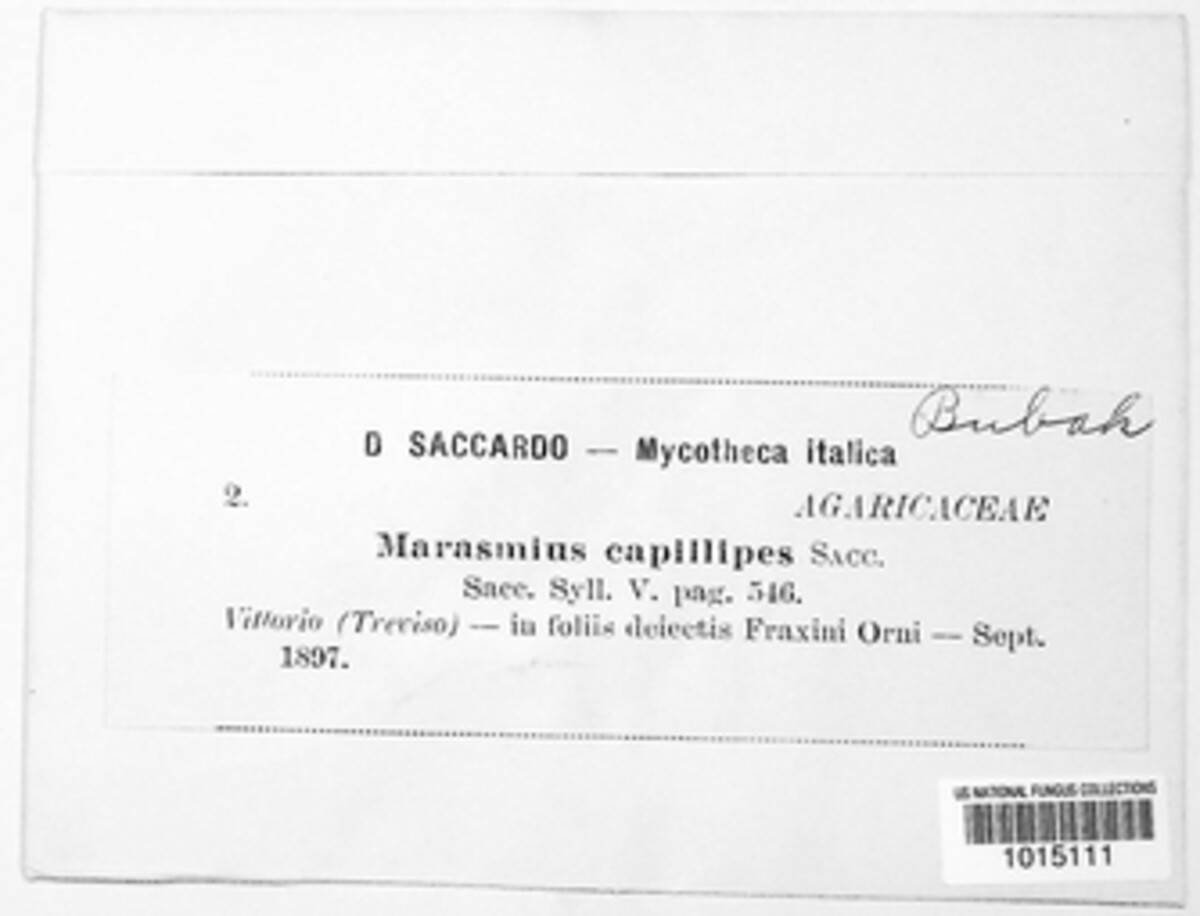 Bubak
D SACCARDO — Mycotheca italica
2.
AGARICACEAE
Marasmius capillipes SACC.
Sacc. Syll. V. pag. 546.
Vittorio (Treviso) — in foliis deiectis Fraxini Orni — Sept.
1897.
US NATIONAL FUNGUS COLLECTIONS
1015111